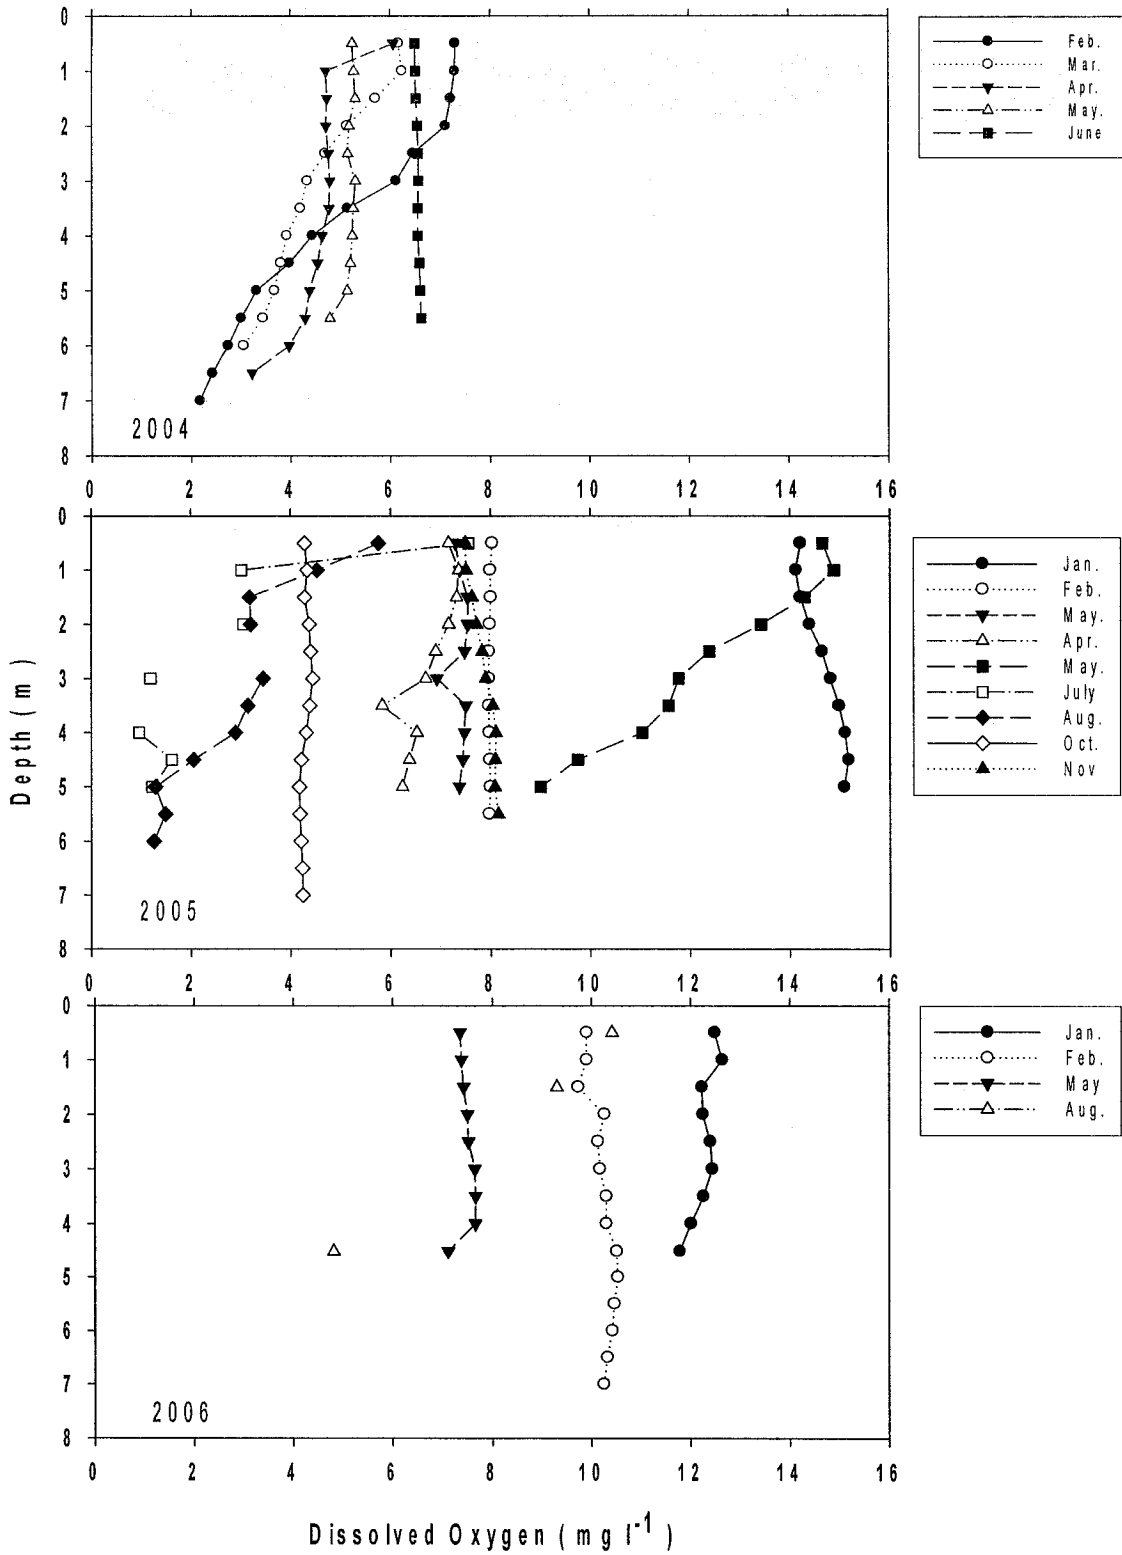 0
1
2
3
4
5
6
7
8
2004
0 2 4 6 8 10 12 14 16
Feb.
Mar.
Apr.
May.
June
0
1
2
3
4
5
6
7
8
2005
0 2 4 6 8 10 12 14 16
Jan.
Feb.
May.
Apr.
May.
July
Aug.
Oct.
Nov
Depth ( m )
0
1
2
3
4
5
6
7
8
2006
0 2 4 6 8 10 12 14 16
Jan.
Feb.
May
Aug.
Dissolved Oxygen ( mg l⁻¹ )